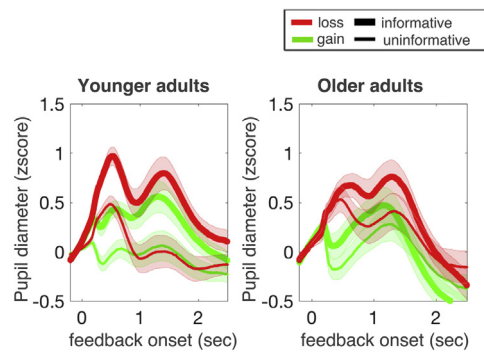 loss informative
gain uninformative
Younger adults
Older adults
1.5
1
0.5
0
-0.5
Pupil diameter (zscore)
0 1 2
feedback onset (sec)
1.5
1
0.5
0
-0.5
Pupil diameter (zscore)
0 1 2
feedback onset (sec)